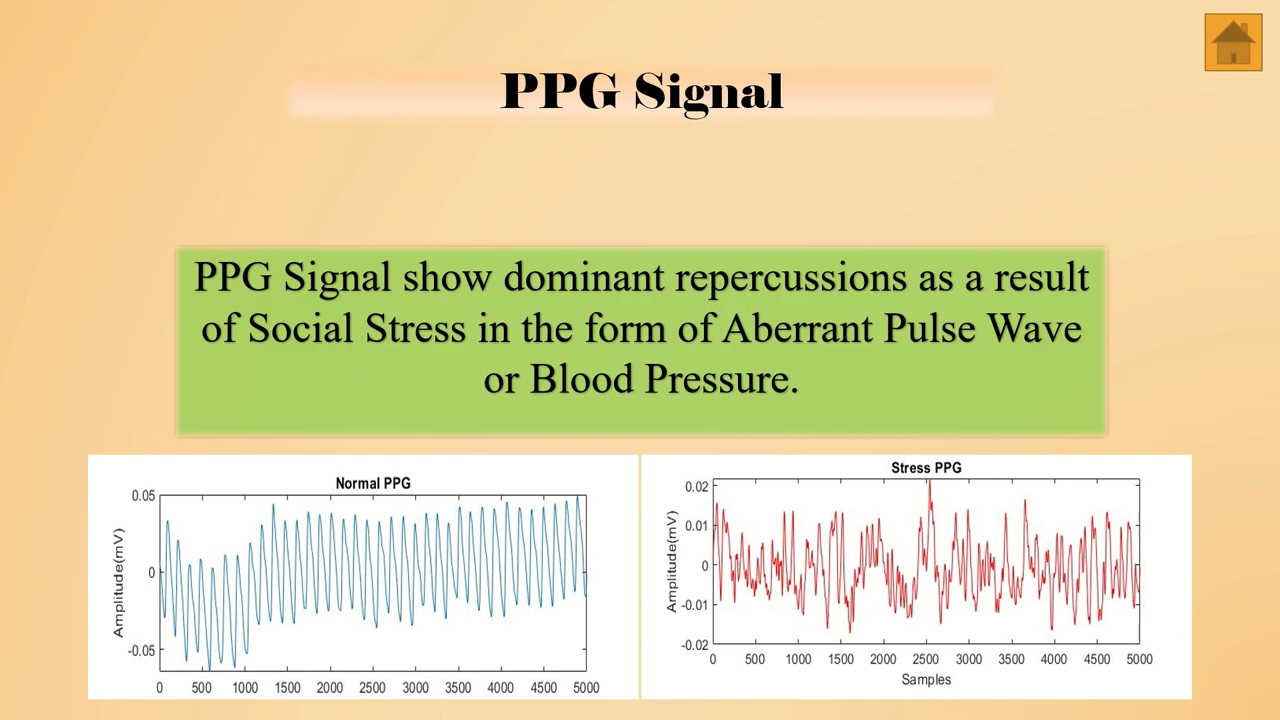 PPG Signal
PPG Signal show dominant repercussions as a result
of Social Stress in the form of Aberrant Pulse Wave
or Blood Pressure.
Normal PPG
0.05
0
-0.05
Amplitude(mV)
0 500 1000 1500 2000 2500 3000 3500 4000 4500 5000
Stress PPG
0.02
0.01
0
-0.01
-0.02
Amplitude(mV)
0 500 1000 1500 2000 2500 3000 3500 4000 4500 5000
Samples